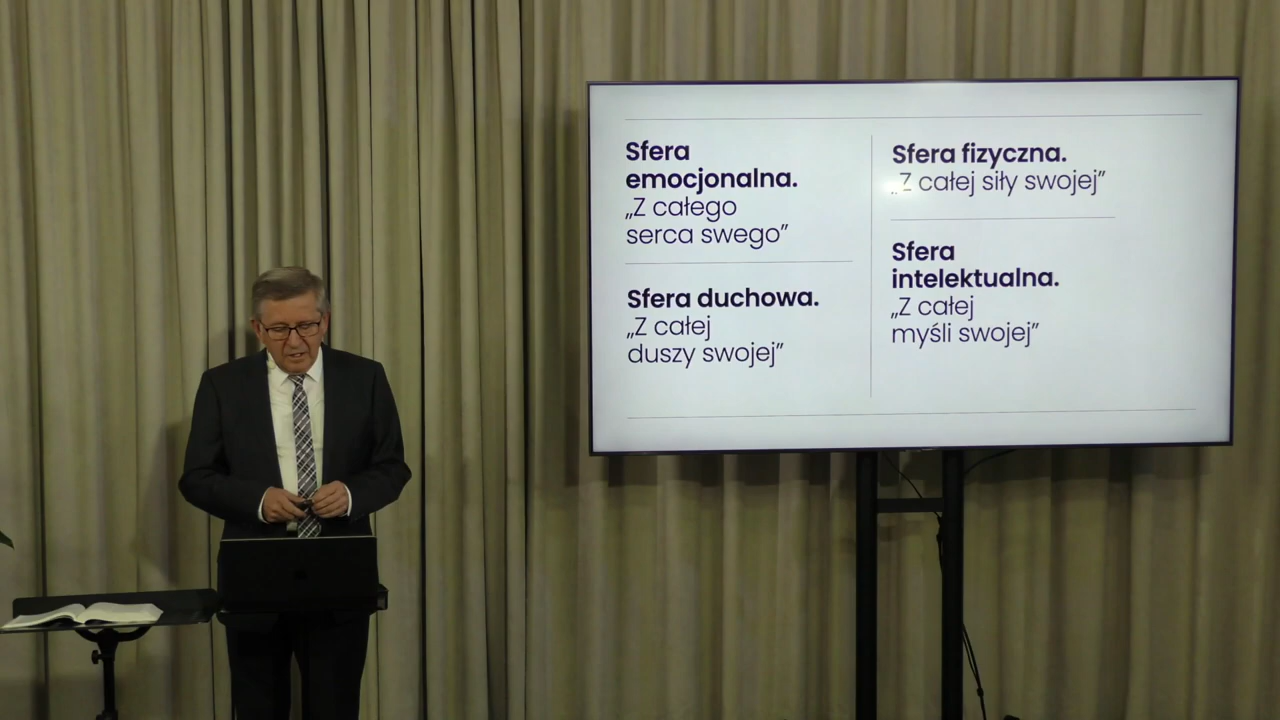 Sfera
emocjonalna.
„Z całego
serca swego”
Sfera duchowa.
„Z całej
duszy swojej”
Sfera fizyczna.
„Z całej siły swojej”
Sfera
intelektualna.
„Z całej
myśli swojej”